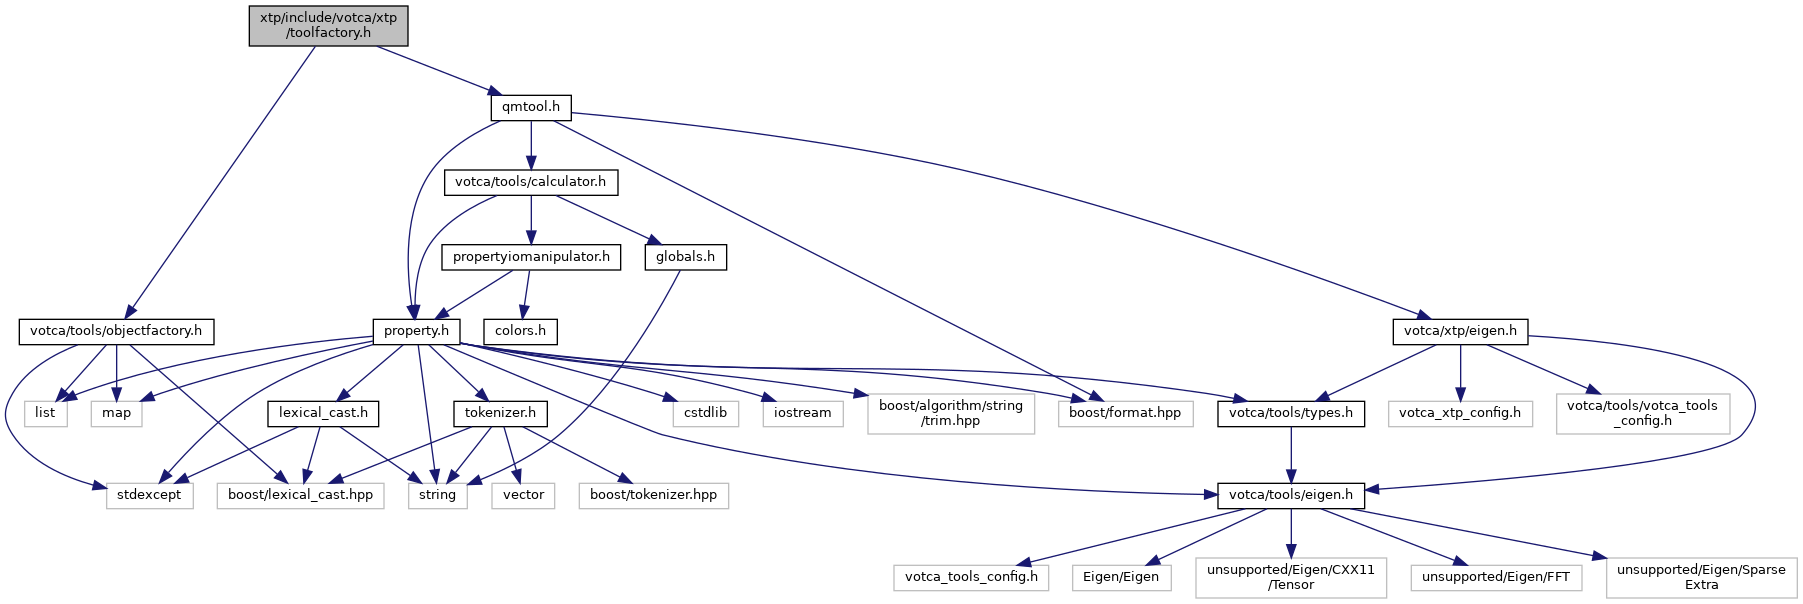 xtp/include/votca/xtp
/toolfactory.h
qmtool.h
votca/tools/calculator.h
propertyiomanipulator.h
globals.h
votca/tools/objectfactory.h
property.h
colors.h
votca/xtp/eigen.h
list
map
lexical_cast.h
tokenizer.h
cstdlib
iostream
boost/algorithm/string
/trim.hpp
boost/format.hpp
votca/tools/types.h
votca_xtp_config.h
votca/tools/votca_tools
_config.h
stdexcept
boost/lexical_cast.hpp
string
vector
boost/tokenizer.hpp
votca/tools/eigen.h
votca_tools_config.h
Eigen/Eigen
unsupported/Eigen/CXX11
/Tensor
unsupported/Eigen/FFT
unsupported/Eigen/Sparse
Extra